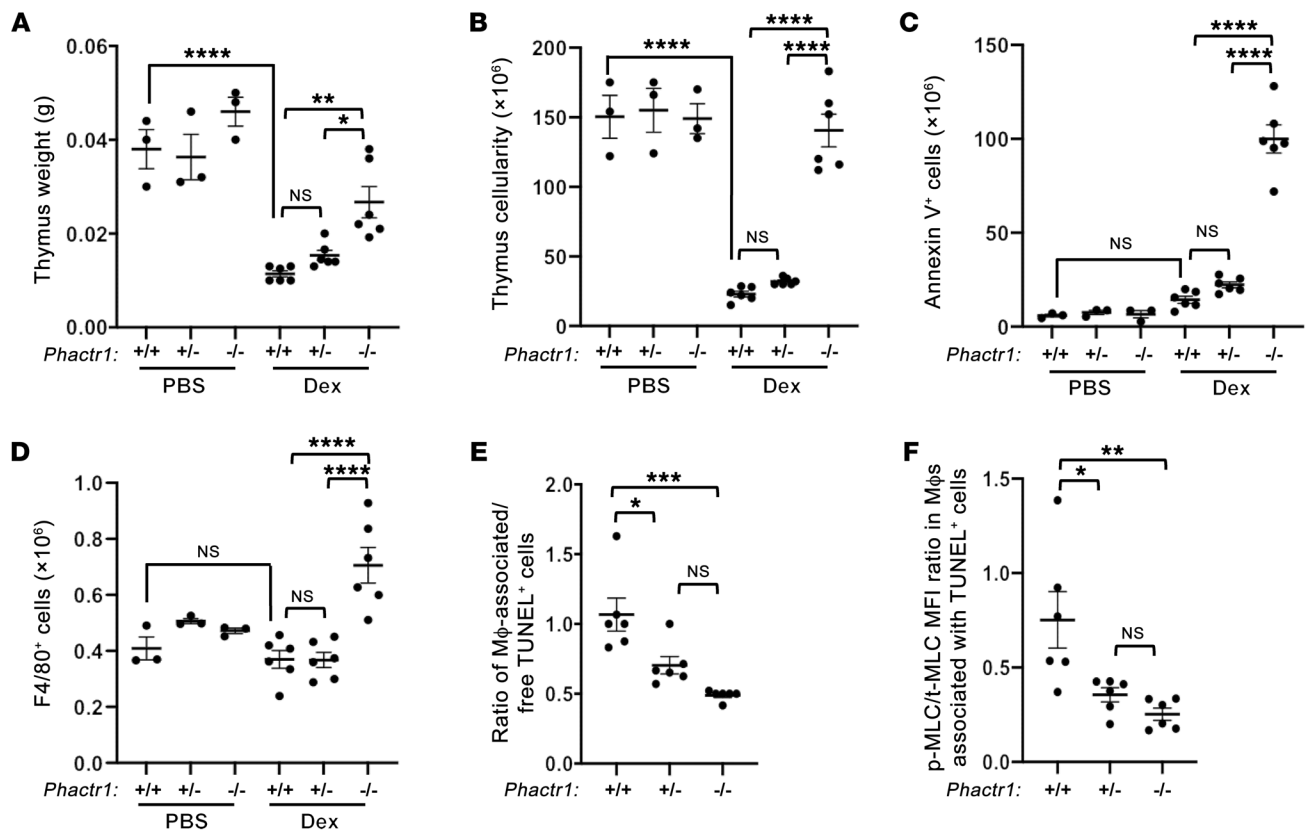 A
Thymus weight (g)
0.06
0.04
0.02
0.00
****
**
*
NS
Phactr1: +/+ +/- -/- +/+ +/- -/-
PBS Dex
B
Thymus cellularity (×10⁶)
200
150
100
50
0
****
****
****
NS
Phactr1: +/+ +/- -/- +/+ +/- -/-
PBS Dex
C
Annexin V⁺ cells (×10⁶)
150
100
50
0
****
****
NS
NS
Phactr1: +/+ +/- -/- +/+ +/- -/-
PBS Dex
D
F4/80⁺ cells (×10⁶)
1.0
0.8
0.6
0.4
0.2
0.0
****
****
NS
NS
Phactr1: +/+ +/- -/- +/+ +/- -/-
PBS Dex
E
Ratio of Mϕ-associated/
free TUNEL⁺ cells
2.0
1.5
1.0
0.5
0.0
***
*
NS
Phactr1: +/+ +/- -/-
F
p-MLC/t-MLC MFI ratio in Mϕs
associated with TUNEL⁺ cells
1.5
1.0
0.5
0.0
**
*
NS
Phactr1: +/+ +/- -/-